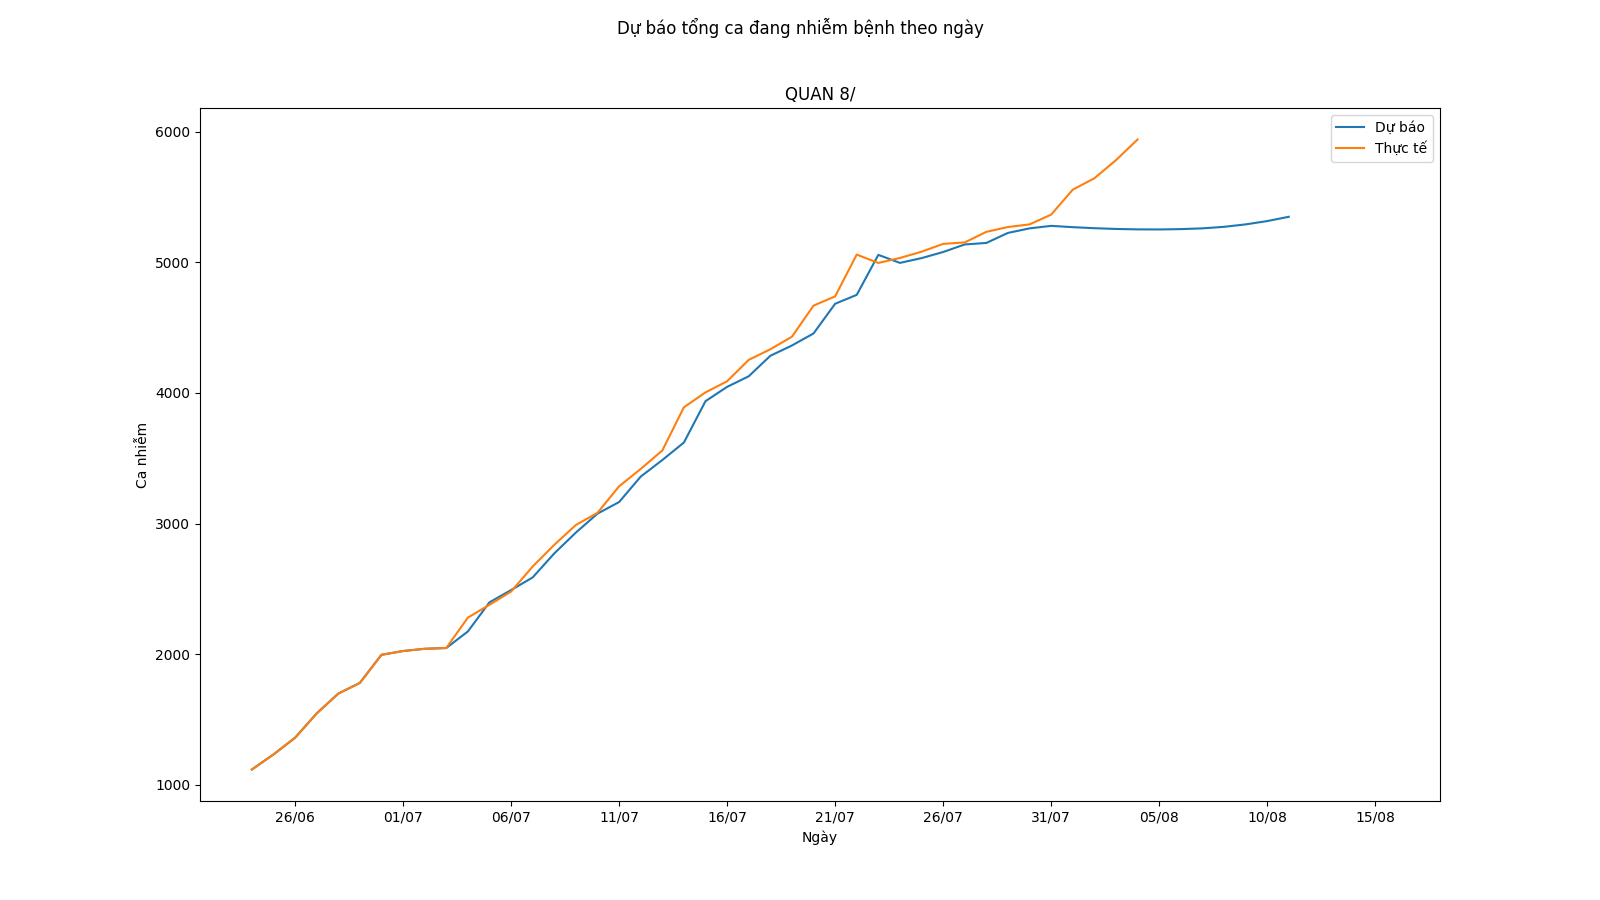 Dự báo tổng ca đang nhiễm bệnh theo ngày
QUAN 8/
Dự báo
Thực tế
6000
5000
4000
3000
2000
1000
Ca nhiễm
26/06
01/07
06/07
11/07
16/07
21/07
26/07
31/07
05/08
10/08
15/08
Ngày